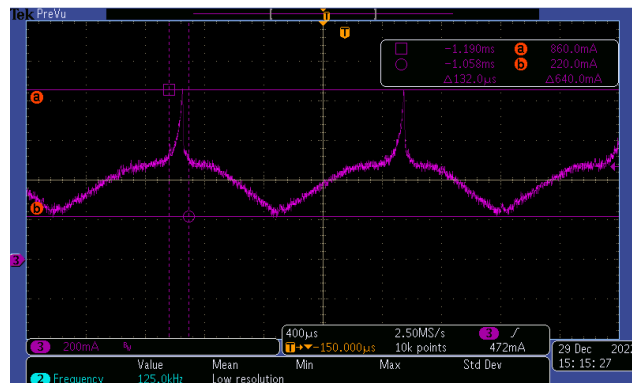 Tek PreVu
T
T
-1.190ms a 860.0mA
-1.058ms b 220.0mA
Δ132.0µs Δ640.0mA
a
b
3
3 200mA
400µs 2.50MS/s 3
T→▼-150.000µs 10k points 472mA
29 Dec 202
15:15:27
Value Mean Min Max Std Dev
2 Frequency 125.0kHz Low resolution